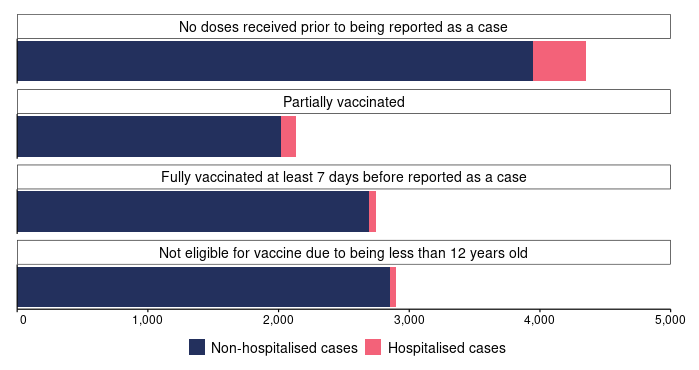 No doses received prior to being reported as a case
Partially vaccinated
Fully vaccinated at least 7 days before reported as a case
Not eligible for vaccine due to being less than 12 years old
0 1,000 2,000 3,000 4,000 5,000
Non-hospitalised cases Hospitalised cases